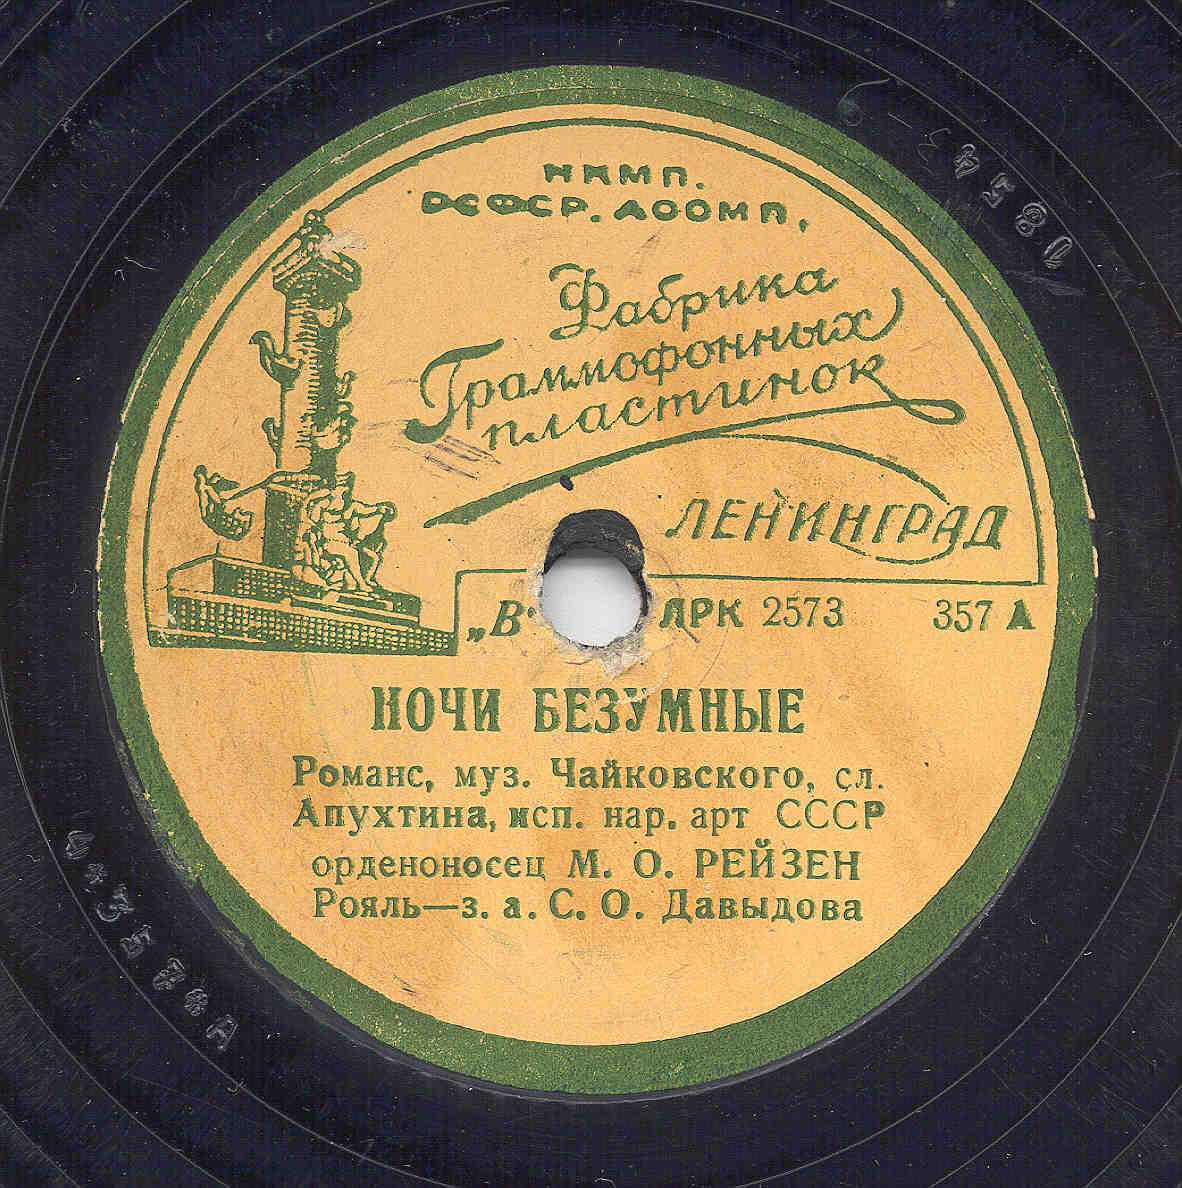 НКМП.
РСФСР. ЛООМП,
Фабрика
Граммофонных
пластинок
ЛЕНИНГРАД
„В" ЛРК 2573 357 А
НОЧИ БЕЗУМНЫЕ
Романс, муз. Чайковского, сл.
Апухтина, исп. нар. арт СССР
орденоносец М. О. РЕЙЗЕН
Рояль—з. а. С. О. Давыдова